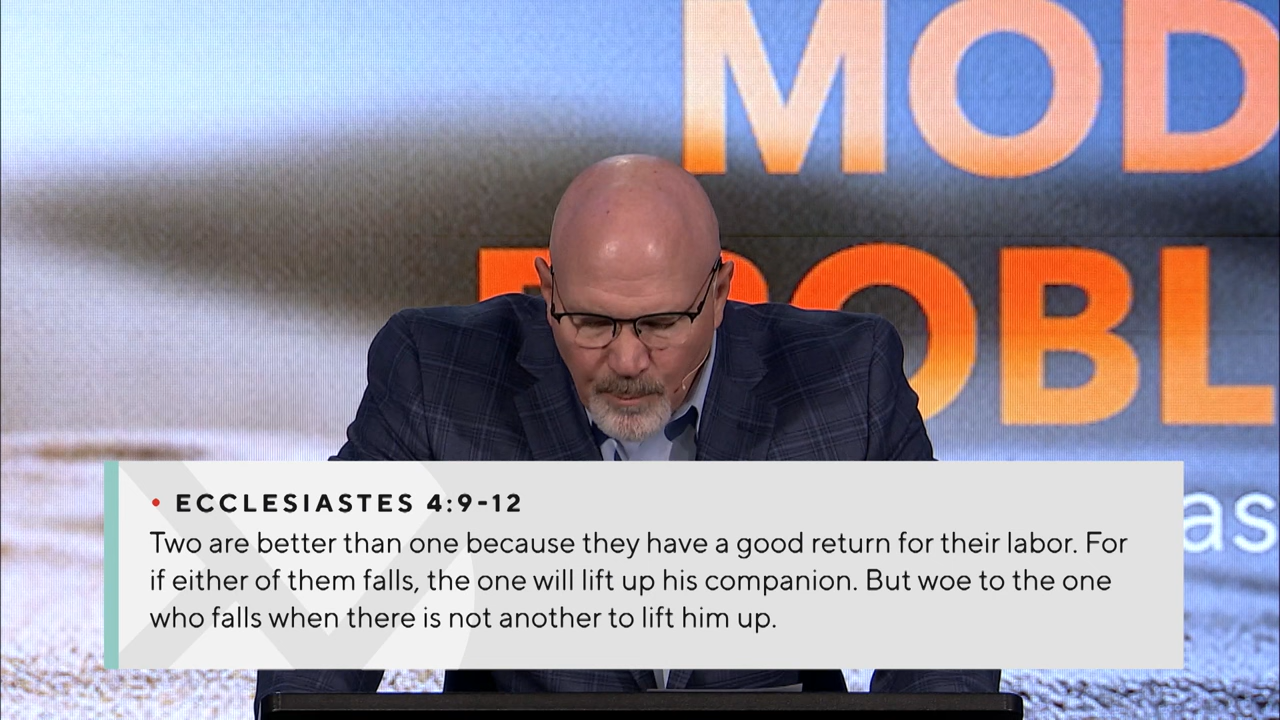 MOD
PROBL
as
• ECCLESIASTES 4:9-12
Two are better than one because they have a good return for their labor. For
if either of them falls, the one will lift up his companion. But woe to the one
who falls when there is not another to lift him up.